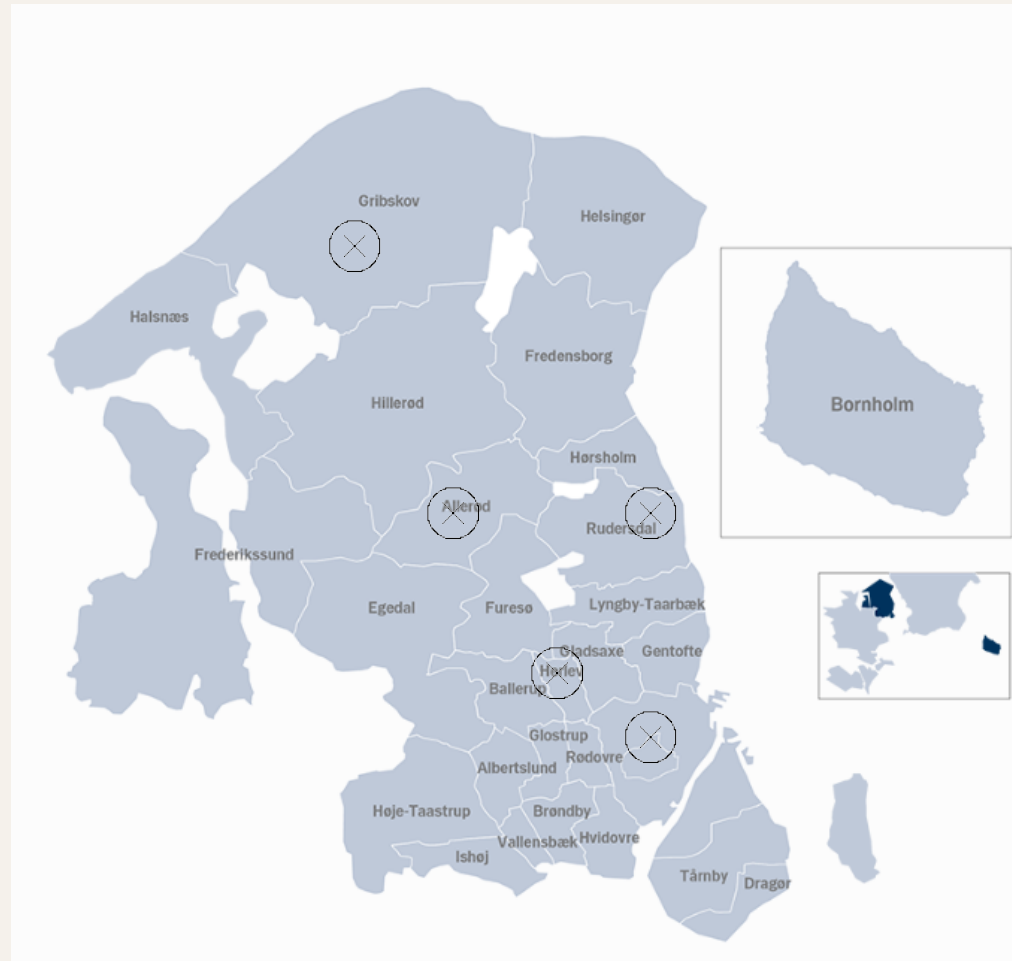 Gribskov
Helsingør
Halsnæs
Fredensborg
Hillerød
Bornholm
Hørsholm
Allerød
Rudersdal
Frederikssund
Egedal
Furesø
Lyngby-Taarbæk
Gladsaxe
Gentofte
Herlev
Ballerup
Glostrup
Rødovre
Albertslund
Høje-Taastrup
Brøndby
Vallensbæk
Hvidovre
Ishøj
Tårnby
Dragør